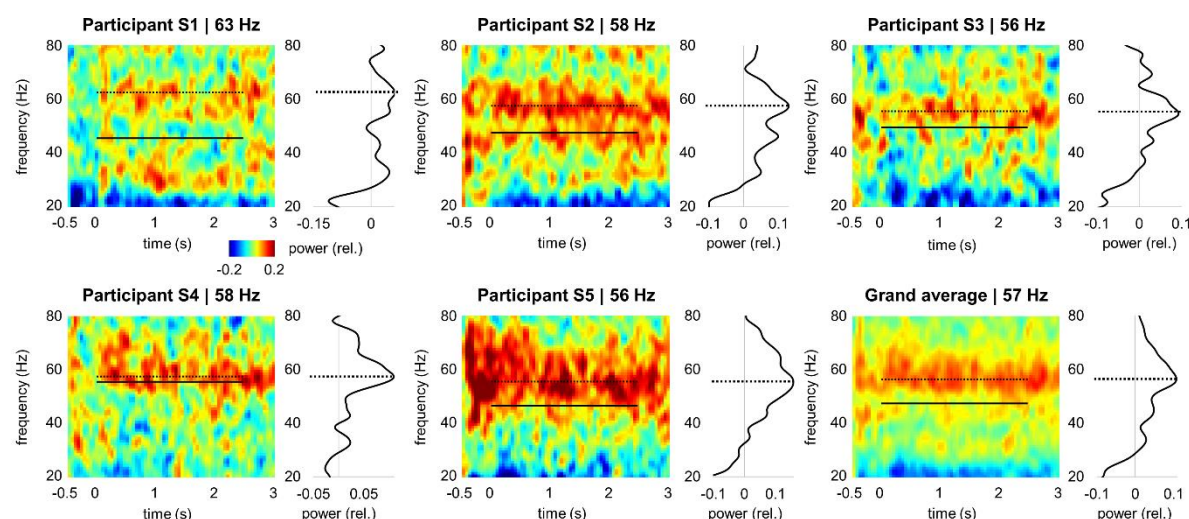 Participant S1 | 63 Hz
Participant S2 | 58 Hz
Participant S3 | 56 Hz
frequency (Hz)
80
60
40
20
-0.5 0 1 2 3
time (s)
80
60
40
20
-0.15 0
power (rel.)
-0.2 0.2
frequency (Hz)
80
60
40
20
-0.5 0 1 2 3
time (s)
80
60
40
20
-0.1 0 0.1
power (rel.)
frequency (Hz)
80
60
40
20
-0.5 0 1 2 3
time (s)
80
60
40
20
-0.1 0 0.1
power (rel.)
Participant S4 | 58 Hz
Participant S5 | 56 Hz
Grand average | 57 Hz
frequency (Hz)
80
60
40
20
-0.5 0 1 2 3
time (s)
80
60
40
20
-0.05 0.05
power (rel.)
frequency (Hz)
80
60
40
20
-0.5 0 1 2 3
time (s)
80
60
40
20
-0.1 0 0.1
power (rel.)
frequency (Hz)
80
60
40
20
-0.5 0 1 2 3
time (s)
80
60
40
20
-0.1 0 0.1
power (rel.)